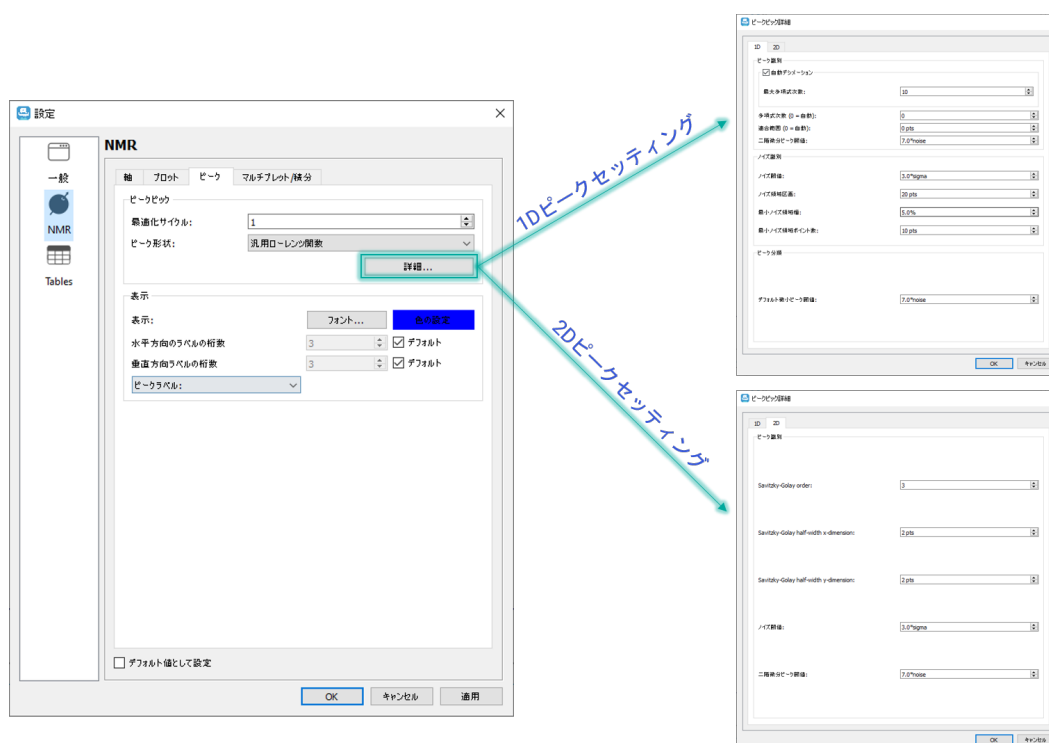 設定
一般
NMR
Tables
NMR
軸 プロット ピーク マルチプレット/積分
ピークピック
最適化サイクル: 1
ピーク形状: 汎用ローレンツ関数
詳細...
表示
表示: フォント... 色の設定
水平方向のラベルの桁数 3 デフォルト
垂直方向ラベルの桁数 3 デフォルト
ピークラベル:
デフォルト値として設定
OK キャンセル 適用
1Dピークセッティング
2Dピークセッティング
ピークピック詳細
1D 2D
ピーク識別
自動デシメーション
最大多項式次数: 10
多項式次数 (0 = 自動): 0
適合範囲 (0 = 自動): 0 pts
二階微分ピーク閾値: 7.0*noise
ノイズ識別
ノイズ閾値: 3.0*sigma
ノイズ領域区画: 20 pts
最小ノイズ領域幅: 5.0%
最小ノイズ領域ポイント数: 10 pts
ピーク分類
デフォルト最小ピーク閾値: 7.0*noise
OK キャンセル
ピークピック詳細
1D 2D
ピーク識別
Savitzky-Golay order: 3
Savitzky-Golay half-width x-dimension: 2 pts
Savitzky-Golay half-width y-dimension: 2 pts
ノイズ閾値: 3.0*sigma
二階微分ピーク閾値: 7.0*noise
OK キャンセル